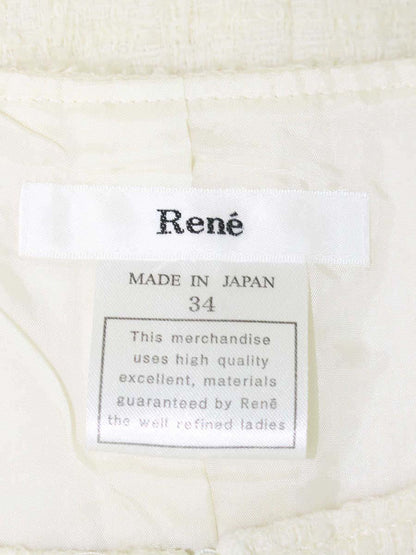 René
MADE IN JAPAN
34
This merchandise
uses high quality
excellent, materials
guaranteed by René
the well refined ladies